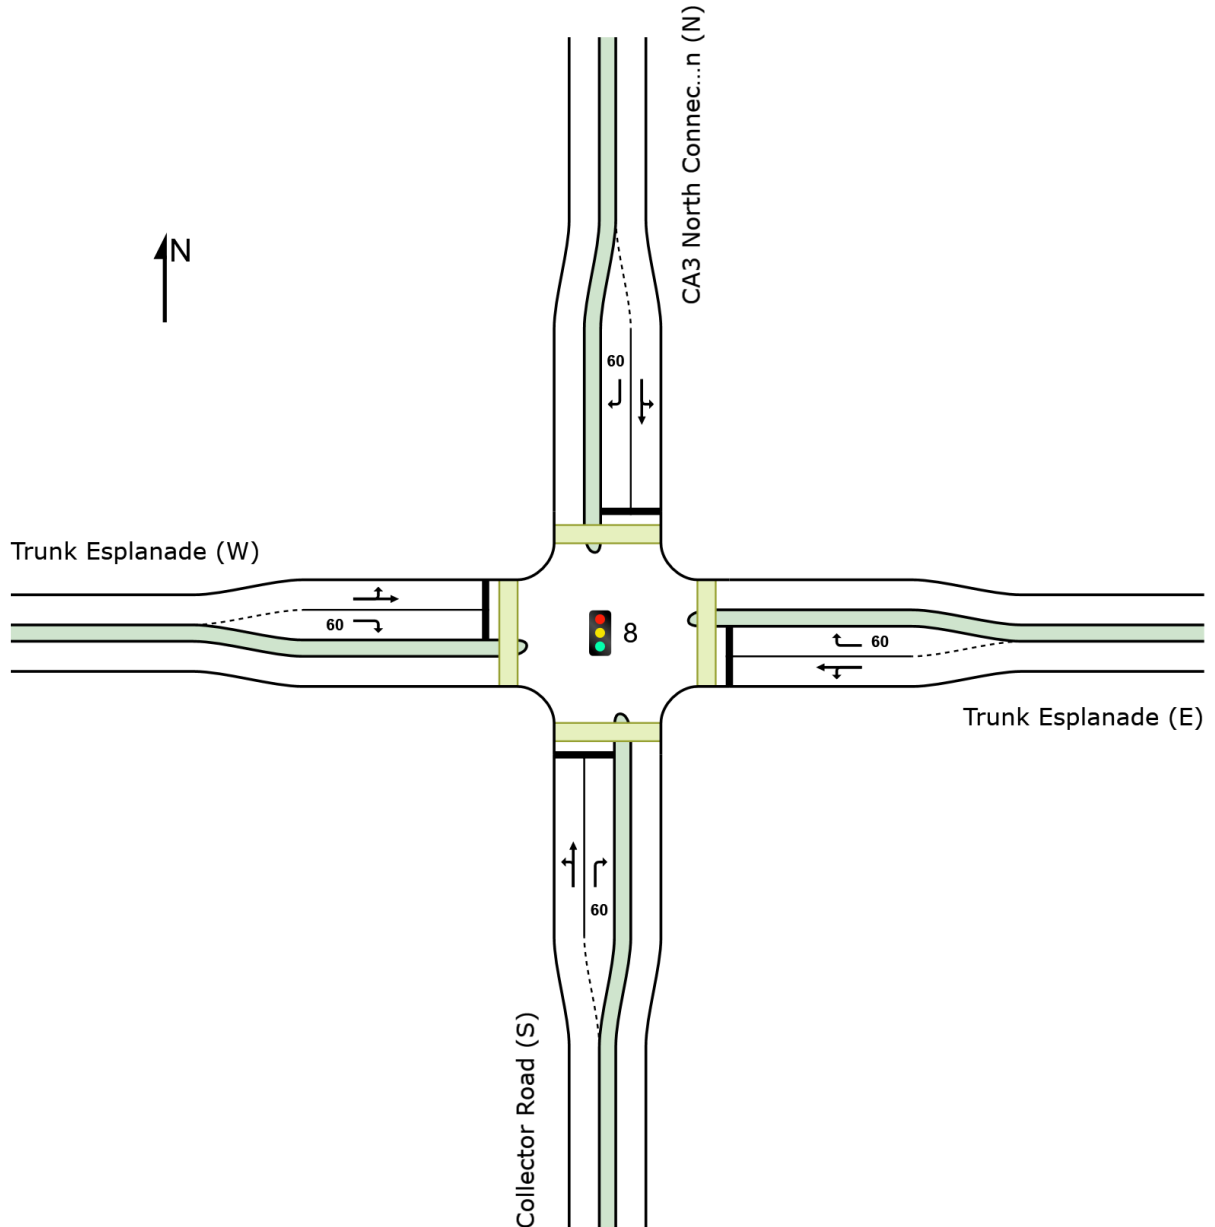 CA3 North Connec...n (N)
N
60
Trunk Esplanade (W)
60
8
60
Trunk Esplanade (E)
60
Collector Road (S)